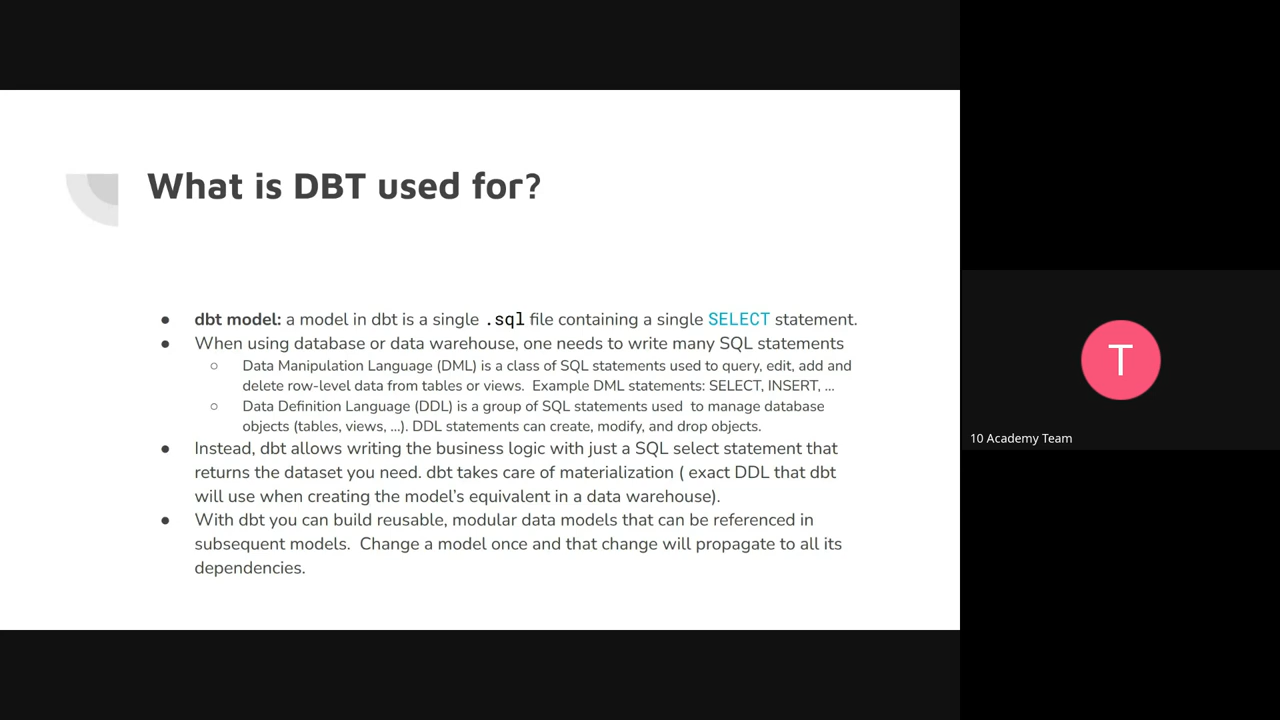 What is DBT used for?
● dbt model: a model in dbt is a single .sql file containing a single SELECT statement.
● When using database or data warehouse, one needs to write many SQL statements
○ Data Manipulation Language (DML) is a class of SQL statements used to query, edit, add and
delete row-level data from tables or views. Example DML statements: SELECT, INSERT, ...
○ Data Definition Language (DDL) is a group of SQL statements used to manage database
objects (tables, views, ...). DDL statements can create, modify, and drop objects.
● Instead, dbt allows writing the business logic with just a SQL select statement that
returns the dataset you need. dbt takes care of materialization ( exact DDL that dbt
will use when creating the model's equivalent in a data warehouse).
● With dbt you can build reusable, modular data models that can be referenced in
subsequent models. Change a model once and that change will propagate to all its
dependencies.
T
10 Academy Team